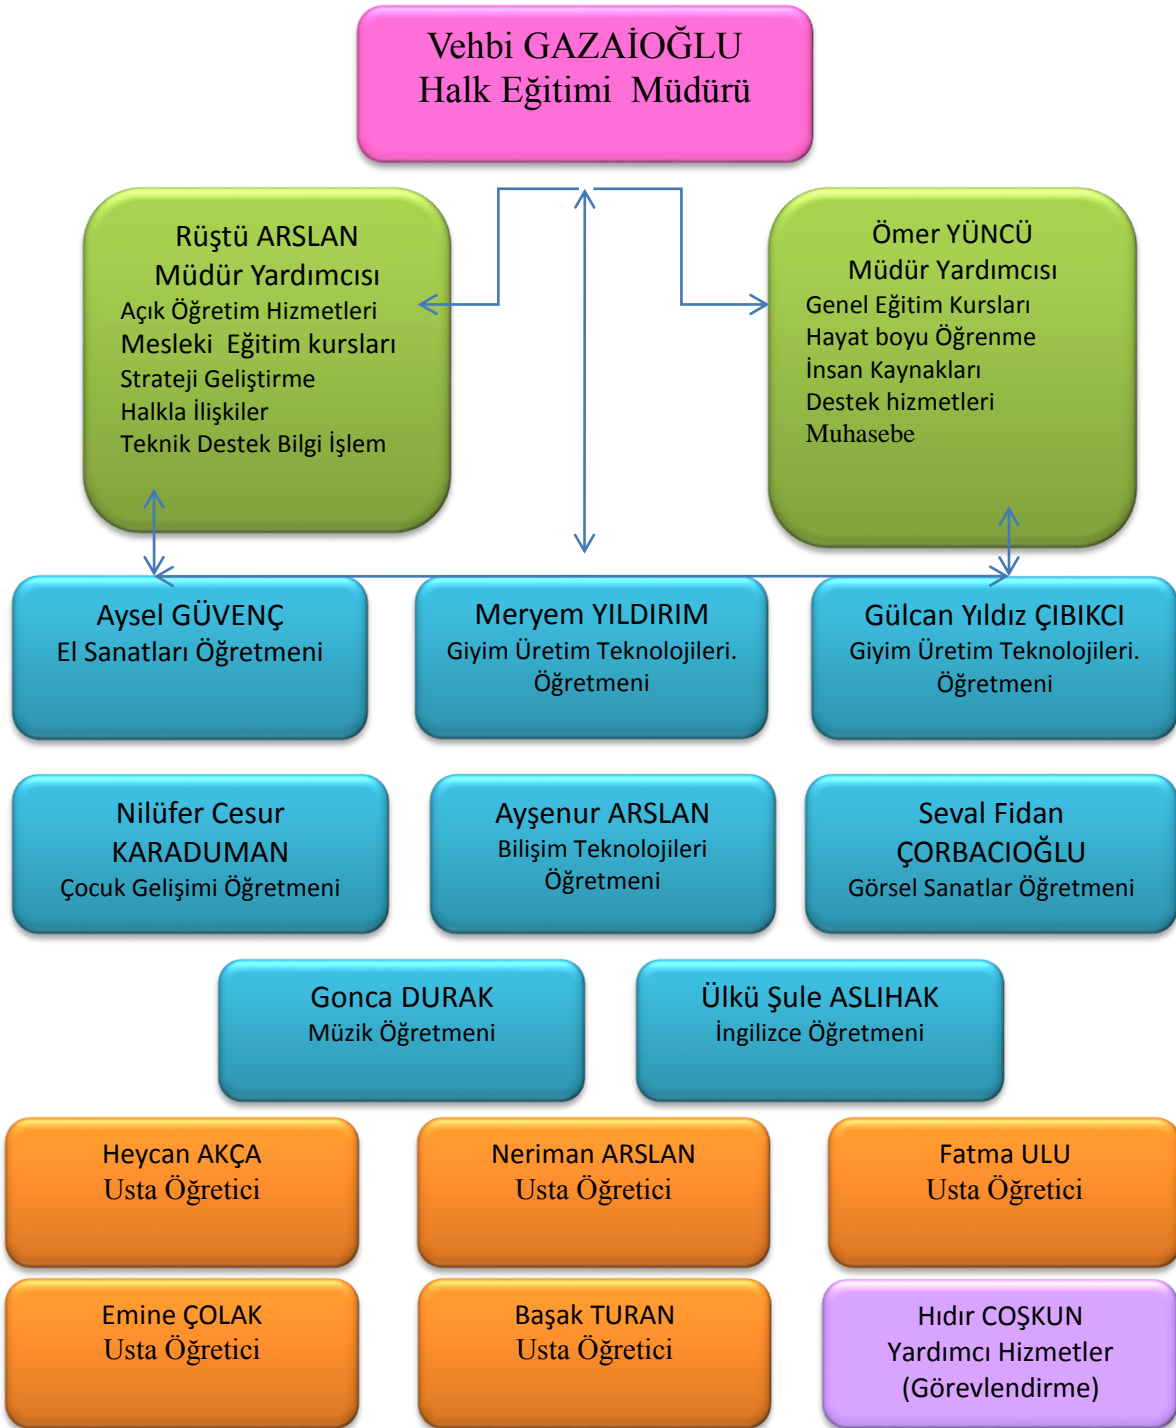 Vehbi GAZAİOĞLU
Halk Eğitimi  Müdürü
Rüştü ARSLAN
Müdür Yardımcısı
Açık Öğretim Hizmetleri
Mesleki  Eğitim kursları
Strateji Geliştirme
Halkla İlişkiler
Teknik Destek Bilgi İşlem
Ömer YÜNCÜ
Müdür Yardımcısı
Genel Eğitim Kursları
Hayat boyu Öğrenme
İnsan Kaynakları
Destek hizmetleri
Muhasebe
Aysel GÜVENÇ
El Sanatları Öğretmeni
Meryem YILDIRIM
Giyim Üretim Teknolojileri.
Öğretmeni
Gülcan Yıldız ÇIBIKCI
Giyim Üretim Teknolojileri.
Öğretmeni
Nilüfer Cesur
KARADUMAN
Çocuk Gelişimi Öğretmeni
Ayşenur ARSLAN
Bilişim Teknolojileri
Öğretmeni
Seval Fidan
ÇORBACIOĞLU
Görsel Sanatlar Öğretmeni
Gonca DURAK
Müzik Öğretmeni
Ülkü Şule ASLIHAK
İngilizce Öğretmeni
Heycan AKÇA
Usta Öğretici
Neriman ARSLAN
Usta Öğretici
Fatma ULU
Usta Öğretici
Emine ÇOLAK
Usta Öğretici
Başak TURAN
Usta Öğretici
Hıdır COŞKUN
Yardımcı Hizmetler
(Görevlendirme)